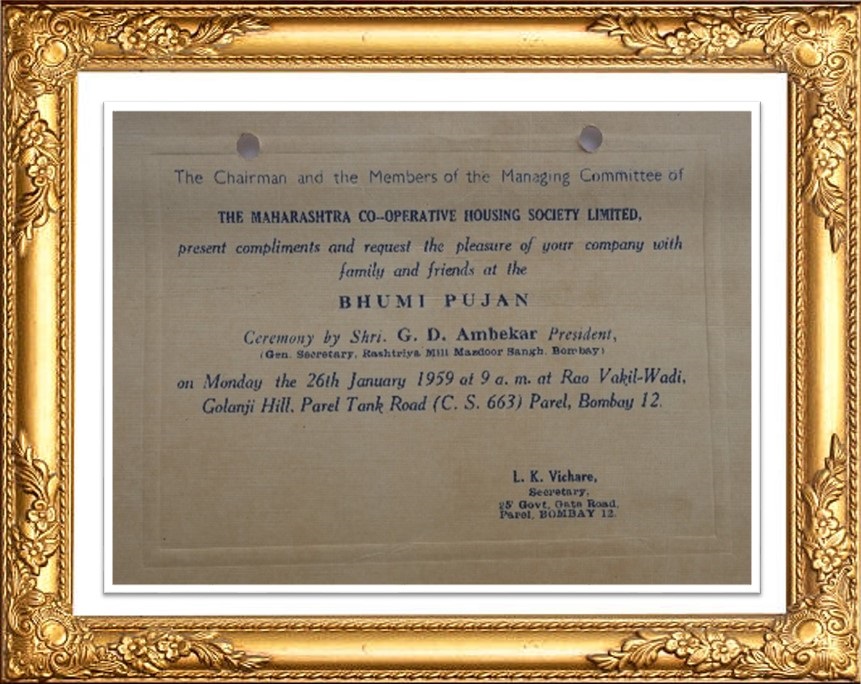 The Chairman and the Members of the Managing Committee of
THE MAHARASHTRA CO--OPERATIVE HOUSING SOCIETY LIMITED,
present compliments and request the pleasure of your company with
family and friends at the
BHUMI PUJAN
Ceremony by Shri. G. D. Ambekar President,
(Gen. Secretary, Rashtriya Mill Mazdoor Sangh, Bombay)
on Monday the 26th January 1959 at 9 a. m. at Rao Vakil-Wadi,
Golanji Hill, Parel Tank Road (C. S. 663) Parel, Bombay 12.
L. K. Vichare,
Secretary,
25 Govt. Gate Road,
Parel, BOMBAY 12.